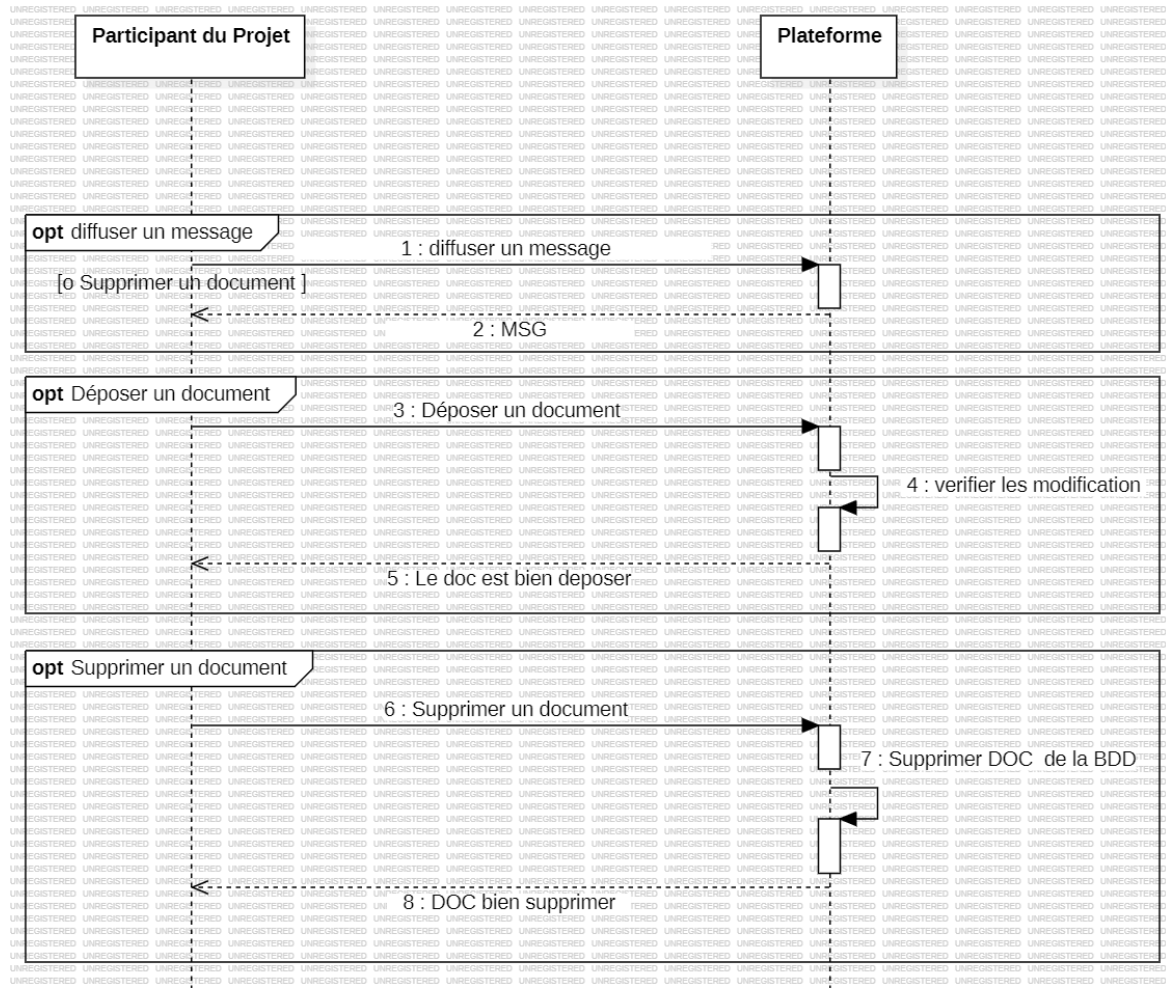 Participant du Projet
Plateforme
opt diffuser un message
1 : diffuser un message
[o Supprimer un document ]
2 : MSG
opt Déposer un document
3 : Déposer un document
4 : verifier les modification
5 : Le doc est bien deposer
opt Supprimer un document
6 : Supprimer un document
7 : Supprimer DOC  de la BDD
8 : DOC bien supprimer
UNREGISTERED